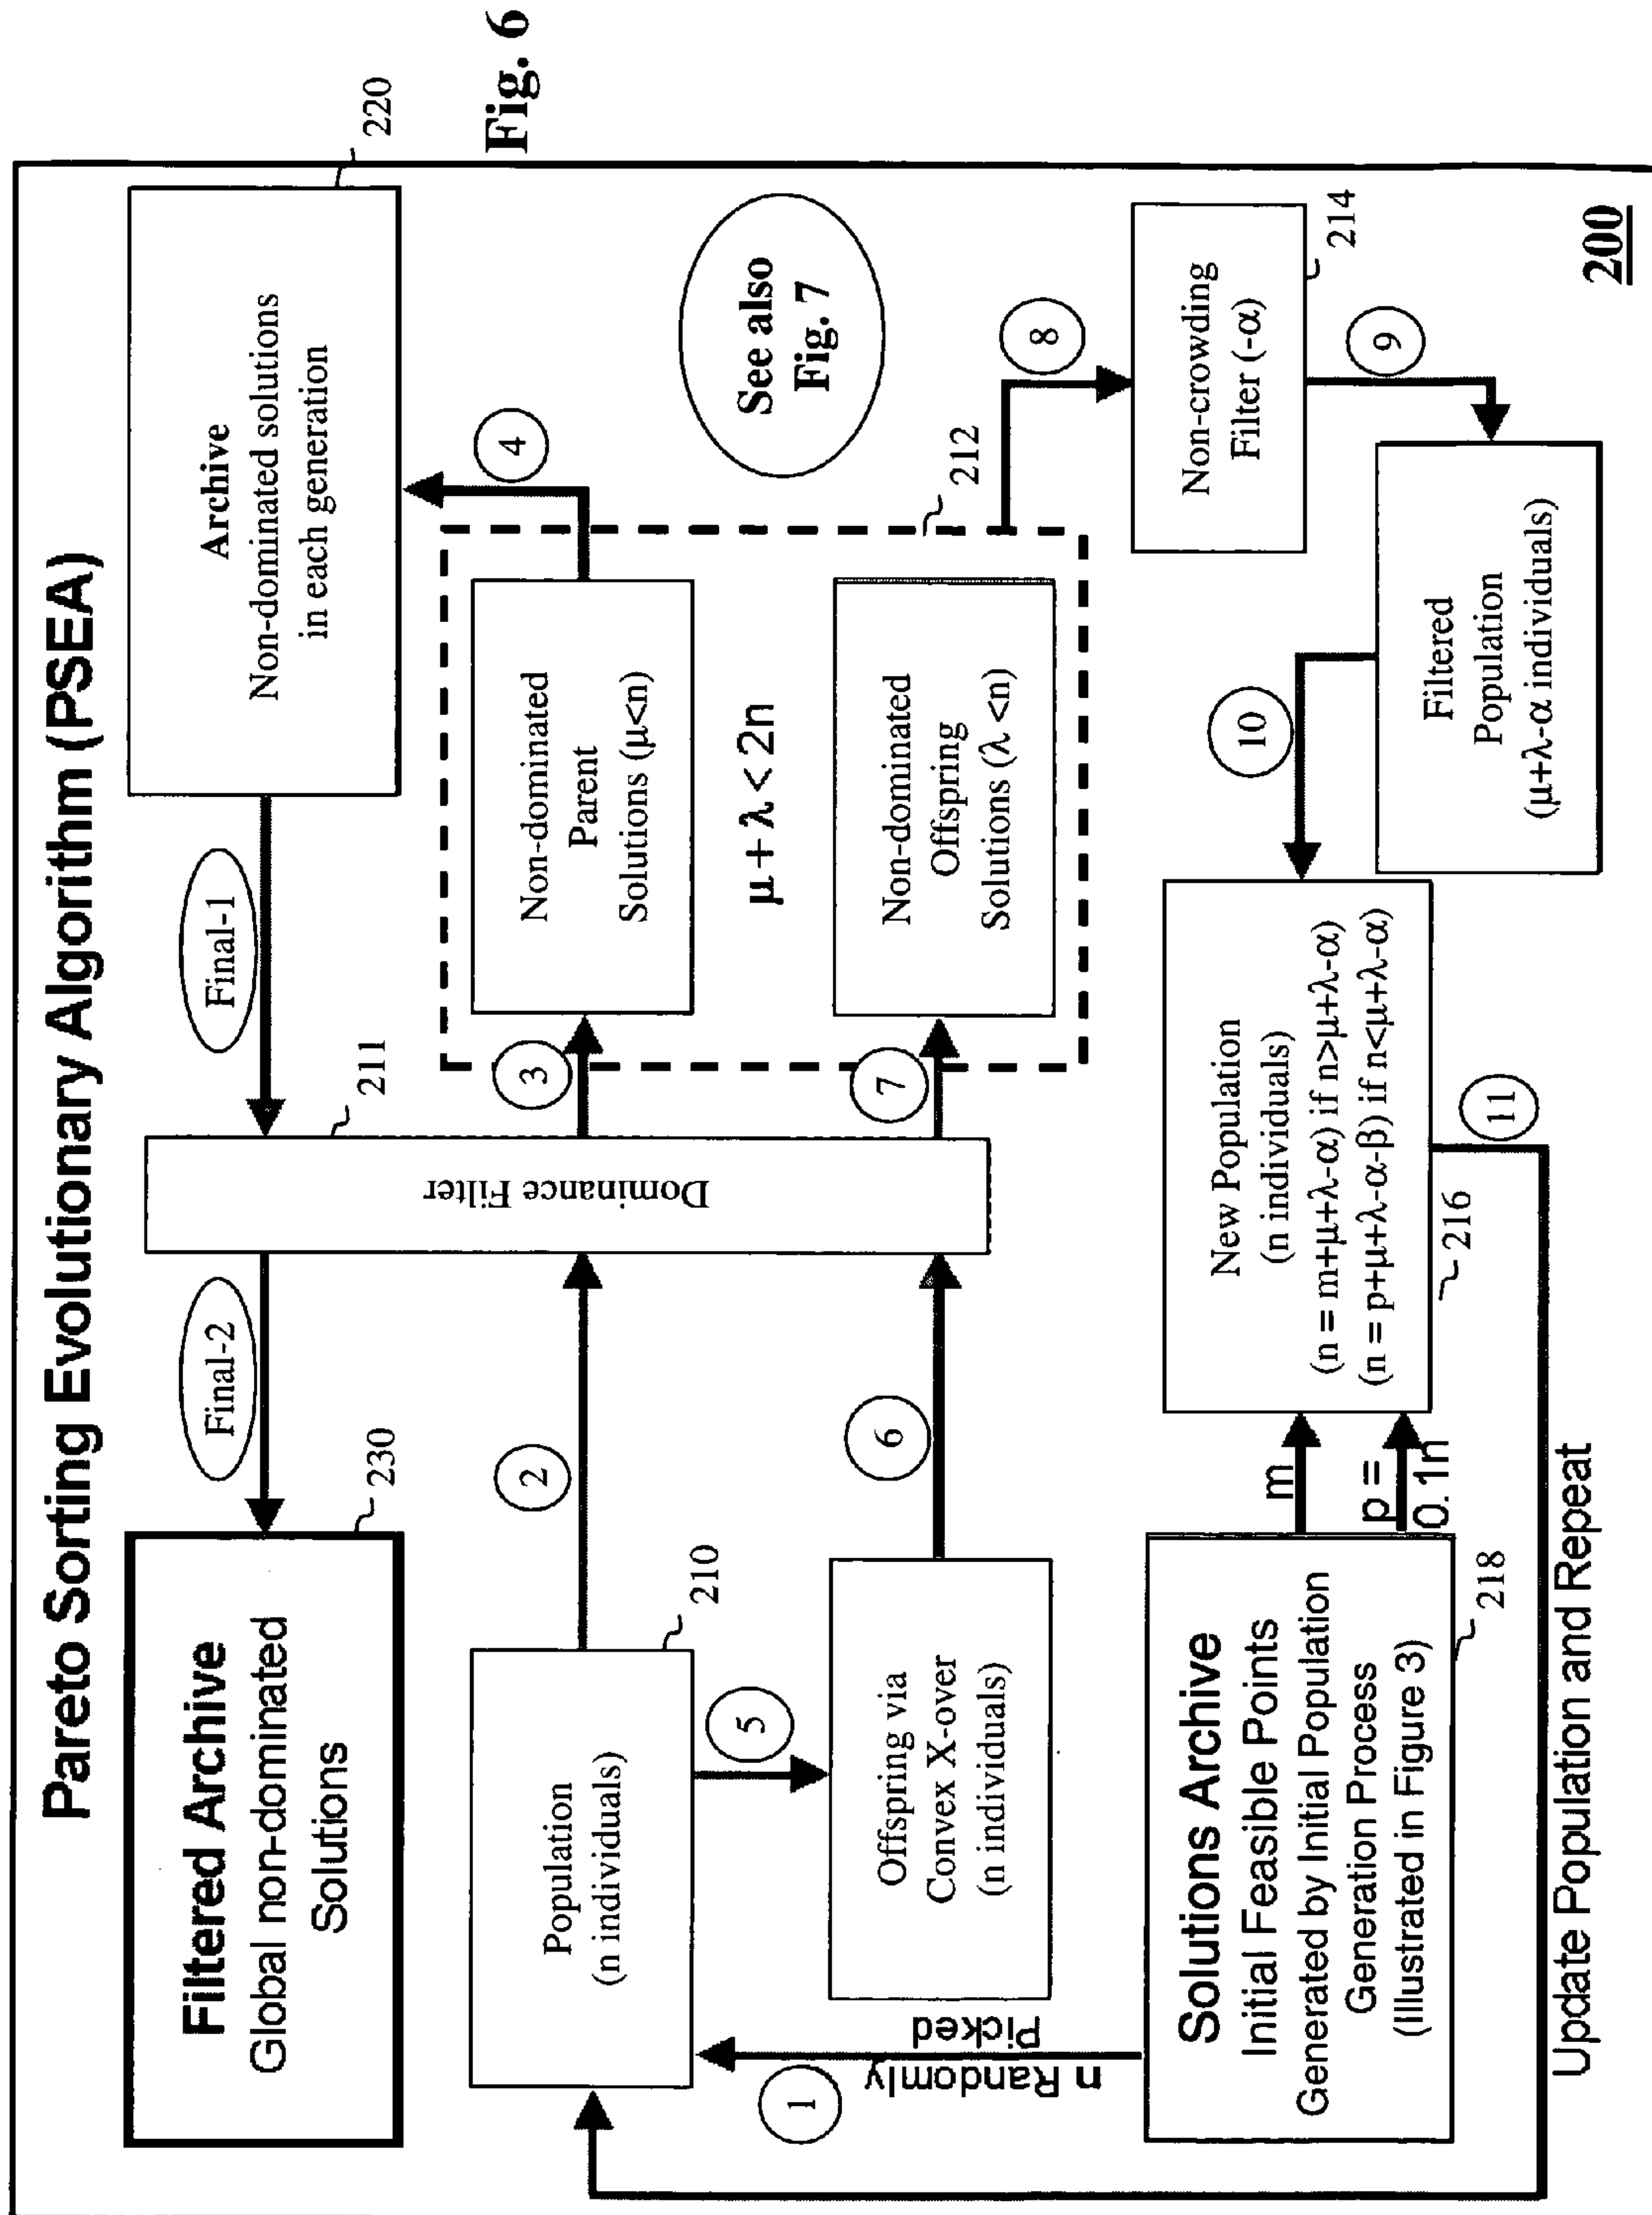 Pareto Sorting Evolutionary Algorithm (PSEA)
Filtered Archive
Global non-dominated
Solutions
230
Final-2
Final-1
Archive
Non-dominated solutions
in each generation
220
Fig. 6
211
Dominance Filter
Population
(n individuals)
210
2
3
Non-dominated
Parent
Solutions (μ<n)
4
μ + λ < 2n
See also
Fig. 7
5
Offspring via
Convex X-over
(n individuals)
6
7
Non-dominated
Offspring
Solutions (λ <n)
212
8
1
n Randomly
Picked
Solutions Archive
Initial Feasible Points
Generated by Initial Population
Generation Process
(Illustrated in Figure 3)
218
m
p =
0.1n
New Population
(n individuals)
(n = m+μ+λ-α) if n>μ+λ-α)
(n = p+μ+λ-α-β) if n<μ+λ-α)
216
10
Non-crowding
Filter (-α)
214
9
Filtered
Population
(μ+λ-α individuals)
11
Update Population and Repeat
200